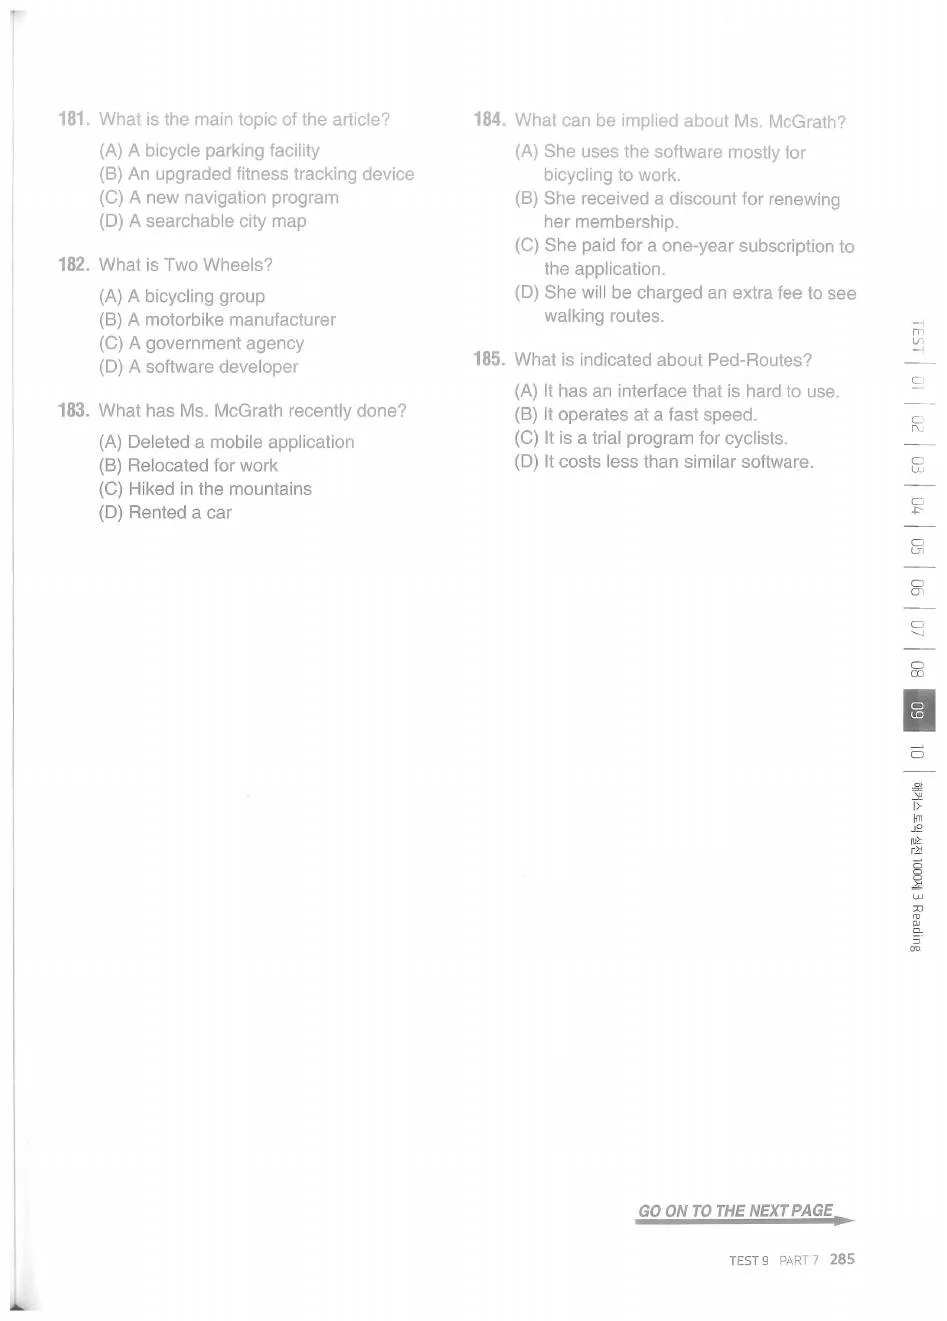 181. What is the main topic of the article?
(A) A bicycle parking facility
(B) An upgraded fitness tracking device
(C) A new navigation program
(D) A searchable city map
182. What is Two Wheels?
(A) A bicycling group
(B) A motorbike manufacturer
(C) A government agency
(D) A software developer
183. What has Ms. McGrath recently done?
(A) Deleted a mobile application
(B) Relocated for work
(C) Hiked in the mountains
(D) Rented a car
184. What can be implied about Ms. McGrath?
(A) She uses the software mostly for
bicycling to work.
(B) She received a discount for renewing
her membership.
(C) She paid for a one-year subscription to
the application.
(D) She will be charged an extra fee to see
walking routes.
185. What is indicated about Ped-Routes?
(A) It has an interface that is hard to use.
(B) It operates at a fast speed.
(C) It is a trial program for cyclists.
(D) It costs less than similar software.
TEST
01
02
03
04
05
06
07
08
09
10
해커스 토익 실전 1000제 3 Reading
GO ON TO THE NEXT PAGE
TEST 9 PART 7 285